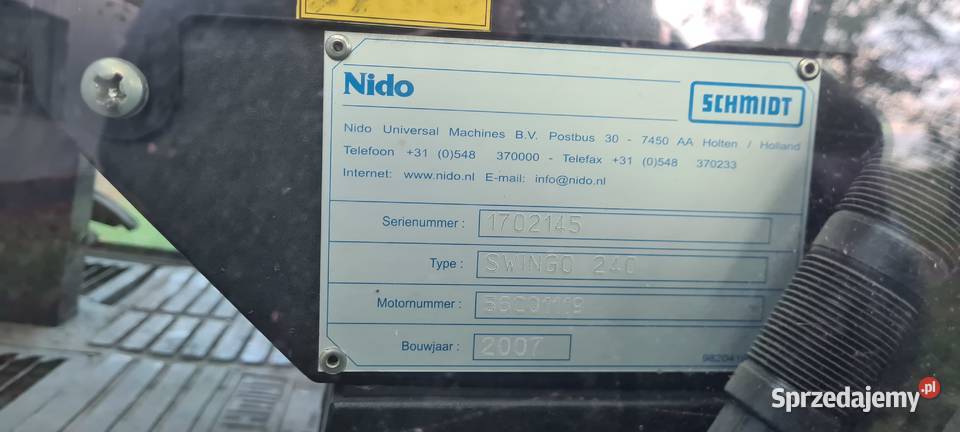 Nido
SCHMIDT
Nido Universal Machines B.V. Postbus 30 - 7450 AA Holten / Holland
Telefoon +31 (0)548 370000 - Telefax +31 (0)548 370233
Internet: www.nido.nl E-mail: info@nido.nl
Serienummer : 1702145
Type : SWINGO 240
Motornummer :
Bouwjaar : 2007
Sprzedajemy.pl